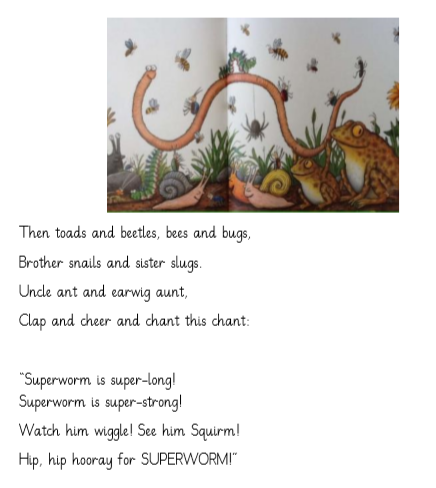 Then toads and beetles, bees and bugs,
Brother snails and sister slugs.
Uncle ant and earwig aunt,
Clap and cheer and chant this chant:
“Superworm is super-long!
Superworm is super-strong!
Watch him wiggle! See him Squirm!
Hip, hip hooray for SUPERWORM!”